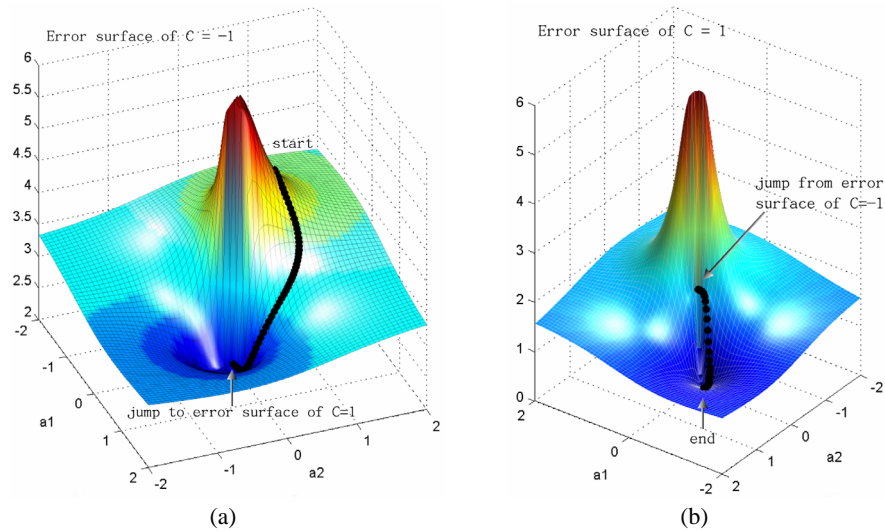 Error surface of C = -1
6
5.5
5
4.5
4
3.5
3
2.5
2
start
-2
-1
0
1
2
a1
jump to error surface of C=1
-2
-1
0
1
2
a2
(a)
Error surface of C = 1
6
5
4
3
2
1
0
jump from error
surface of C=-1
end
2
0
-2
a1
2
1
0
-1
-2
a2
(b)